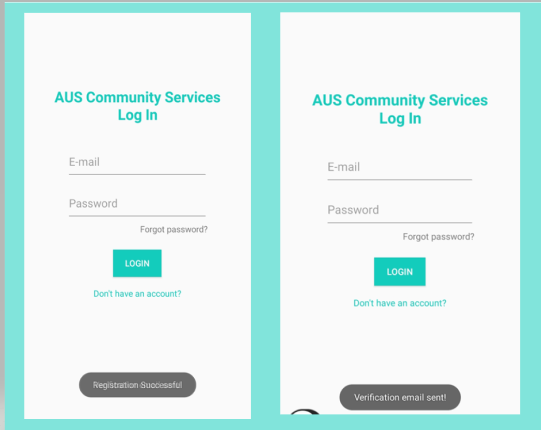 AUS Community Services
Log In
E-mail
Password
Forgot password?
LOGIN
Don't have an account?
Registration Successful
AUS Community Services
Log In
E-mail
Password
Forgot password?
LOGIN
Don't have an account?
Verification email sent!